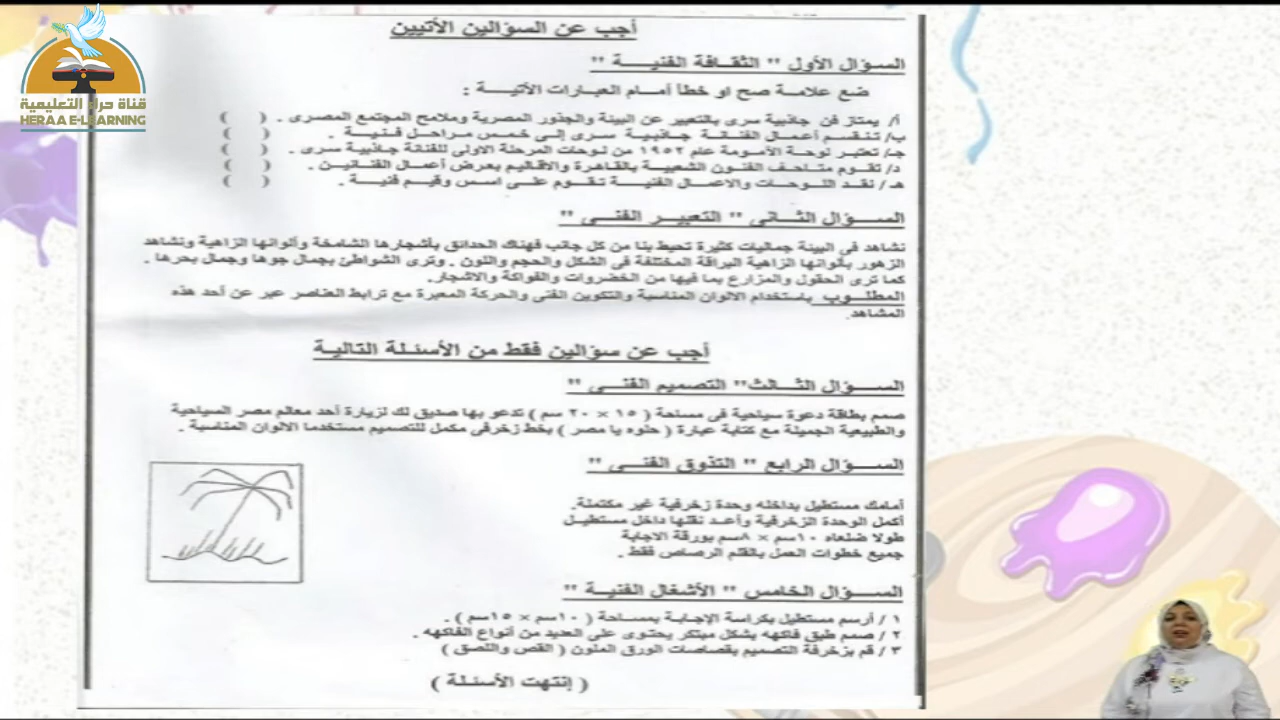 قناة حراء التعليمية
HERAA E-LEARNING
أجب عن السؤالين الأتيين
السؤال الأول " الثقافة الفنية "
ضع علامة صح او خطأ أمام العبارات الأتية :
أ/ يمتاز فن جاذبية سرى بالتعبير عن البيئة والجذور المصرية وملامح المجتمع المصرى . ( )
ب/ تنقسم أعمال الفنانة جاذبية سرى إلى خمس مراحل فنية . ( )
جـ/ تعتبر لوحة الأمومة عام ١٩٥٢ من لوحات المرحلة الاولى للفنانة جاذبية سرى . ( )
د/ تقوم متاحف الفنون الشعبية بالقاهرة والاقاليم بعرض أعمال الفنانين . ( )
هـ/ نقد اللوحات والاعمال الفنية تقوم على اسس وقيم فنية . ( )
السؤال الثانى " التعبير الفنى "
نشاهد فى البيئة جماليات كثيرة تحيط بنا من كل جانب فهناك الحدائق بأشجارها الشامخة وألوانها الزاهية ونشاهد
الزهور بألوانها الزاهية البراقة المختلفة فى الشكل والحجم واللون . وترى الشواطئ بجمال جوها وجمال بحرها .
كما ترى الحقول والمزارع بما فيها من الخضروات والفواكة والاشجار.
المطلوب باستخدام الالوان المناسبة والتكوين الفنى والحركة المعبرة مع ترابط العناصر عبر عن أحد هذه
المشاهد.
أجب عن سؤالين فقط من الأسئلة التالية
السؤال الثالث" التصميم الفنى "
صمم بطاقة دعوة سياحية فى مساحة ( ١٥ × ٢٠ سم ) تدعو بها صديق لك لزيارة أحد معالم مصر السياحية
والطبيعية الجميلة مع كتابة عبارة ( حلوه يا مصر ) بخط زخرفى مكمل للتصميم مستخدما الالوان المناسبة .
السؤال الرابع " التذوق الفنى "
أمامك مستطيل بداخله وحدة زخرفية غير مكتملة.
أكمل الوحدة الزخرفية وأعد نقلها داخل مستطيل
طولا ضلعاه ١٠سم × ٨سم بورقة الاجابة
جميع خطوات العمل بالقلم الرصاص فقط .
السؤال الخامس " الأشغال الفنية "
١ / أرسم مستطيل بكراسة الإجابة بمساحة ( ١٠سم × ١٥سم ) .
٢ / صمم طبق فاكهه بشكل مبتكر يحتوى على العديد من أنواع الفاكهه .
٣ / قم بزخرفة التصميم بقصاصات الورق الملون ( القص واللصق )
( إنتهت الأسئلة )